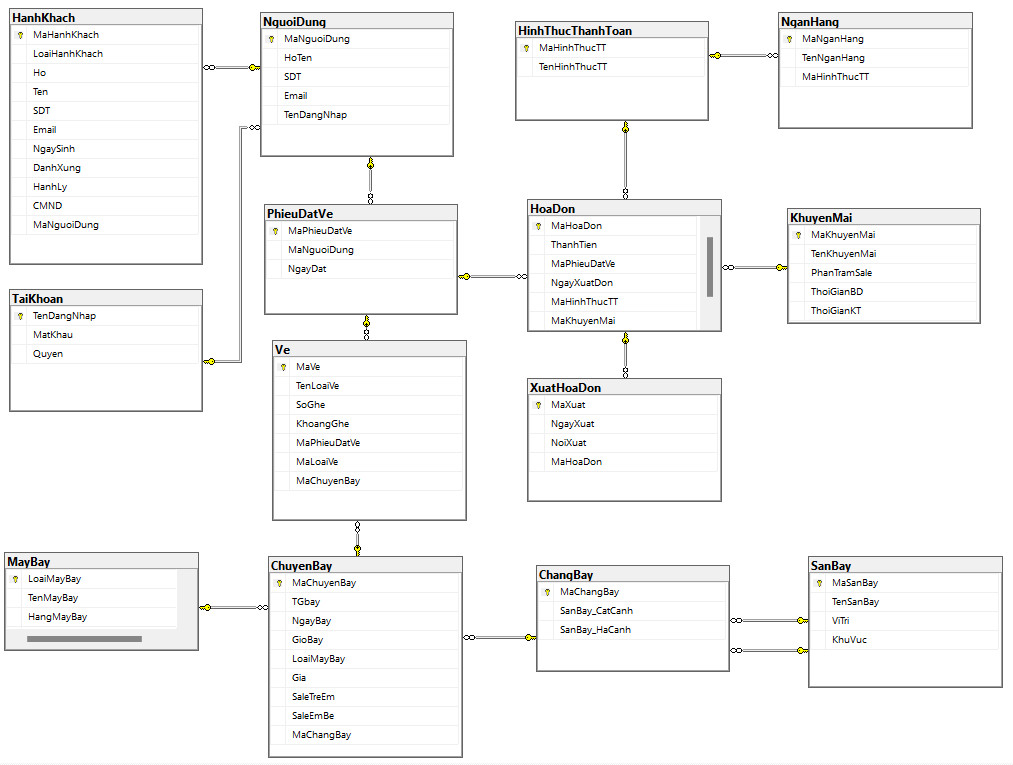 HanhKhach
MaHanhKhach
LoaiHanhKhach
Ho
Ten
SDT
Email
NgaySinh
DanhXung
HanhLy
CMND
MaNguoiDung
NguoiDung
MaNguoiDung
HoTen
SDT
Email
TenDangNhap
HinhThucThanhToan
MaHinhThucTT
TenHinhThucTT
NganHang
MaNganHang
TenNganHang
MaHinhThucTT
TaiKhoan
TenDangNhap
MatKhau
Quyen
PhieuDatVe
MaPhieuDatVe
MaNguoiDung
NgayDat
HoaDon
MaHoaDon
ThanhTien
MaPhieuDatVe
NgayXuatDon
MaHinhThucTT
MaKhuyenMai
KhuyenMai
MaKhuyenMai
TenKhuyenMai
PhanTramSale
ThoiGianBD
ThoiGianKT
Ve
MaVe
TenLoaiVe
SoGhe
KhoangGhe
MaPhieuDatVe
MaLoaiVe
MaChuyenBay
XuatHoaDon
MaXuat
NgayXuat
NoiXuat
MaHoaDon
MayBay
LoaiMayBay
TenMayBay
HangMayBay
ChuyenBay
MaChuyenBay
TGbay
NgayBay
GioBay
LoaiMayBay
Gia
SaleTreEm
SaleEmBe
MaChangBay
ChangBay
MaChangBay
SanBay_CatCanh
SanBay_HaCanh
SanBay
MaSanBay
TenSanBay
ViTri
KhuVuc